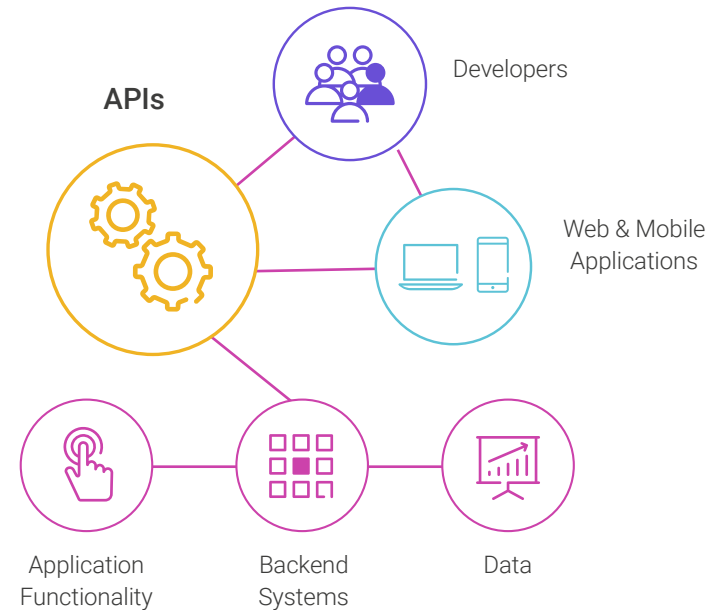 Developers
APIs
Web & Mobile
Applications
Application
Functionality
Backend
Systems
Data